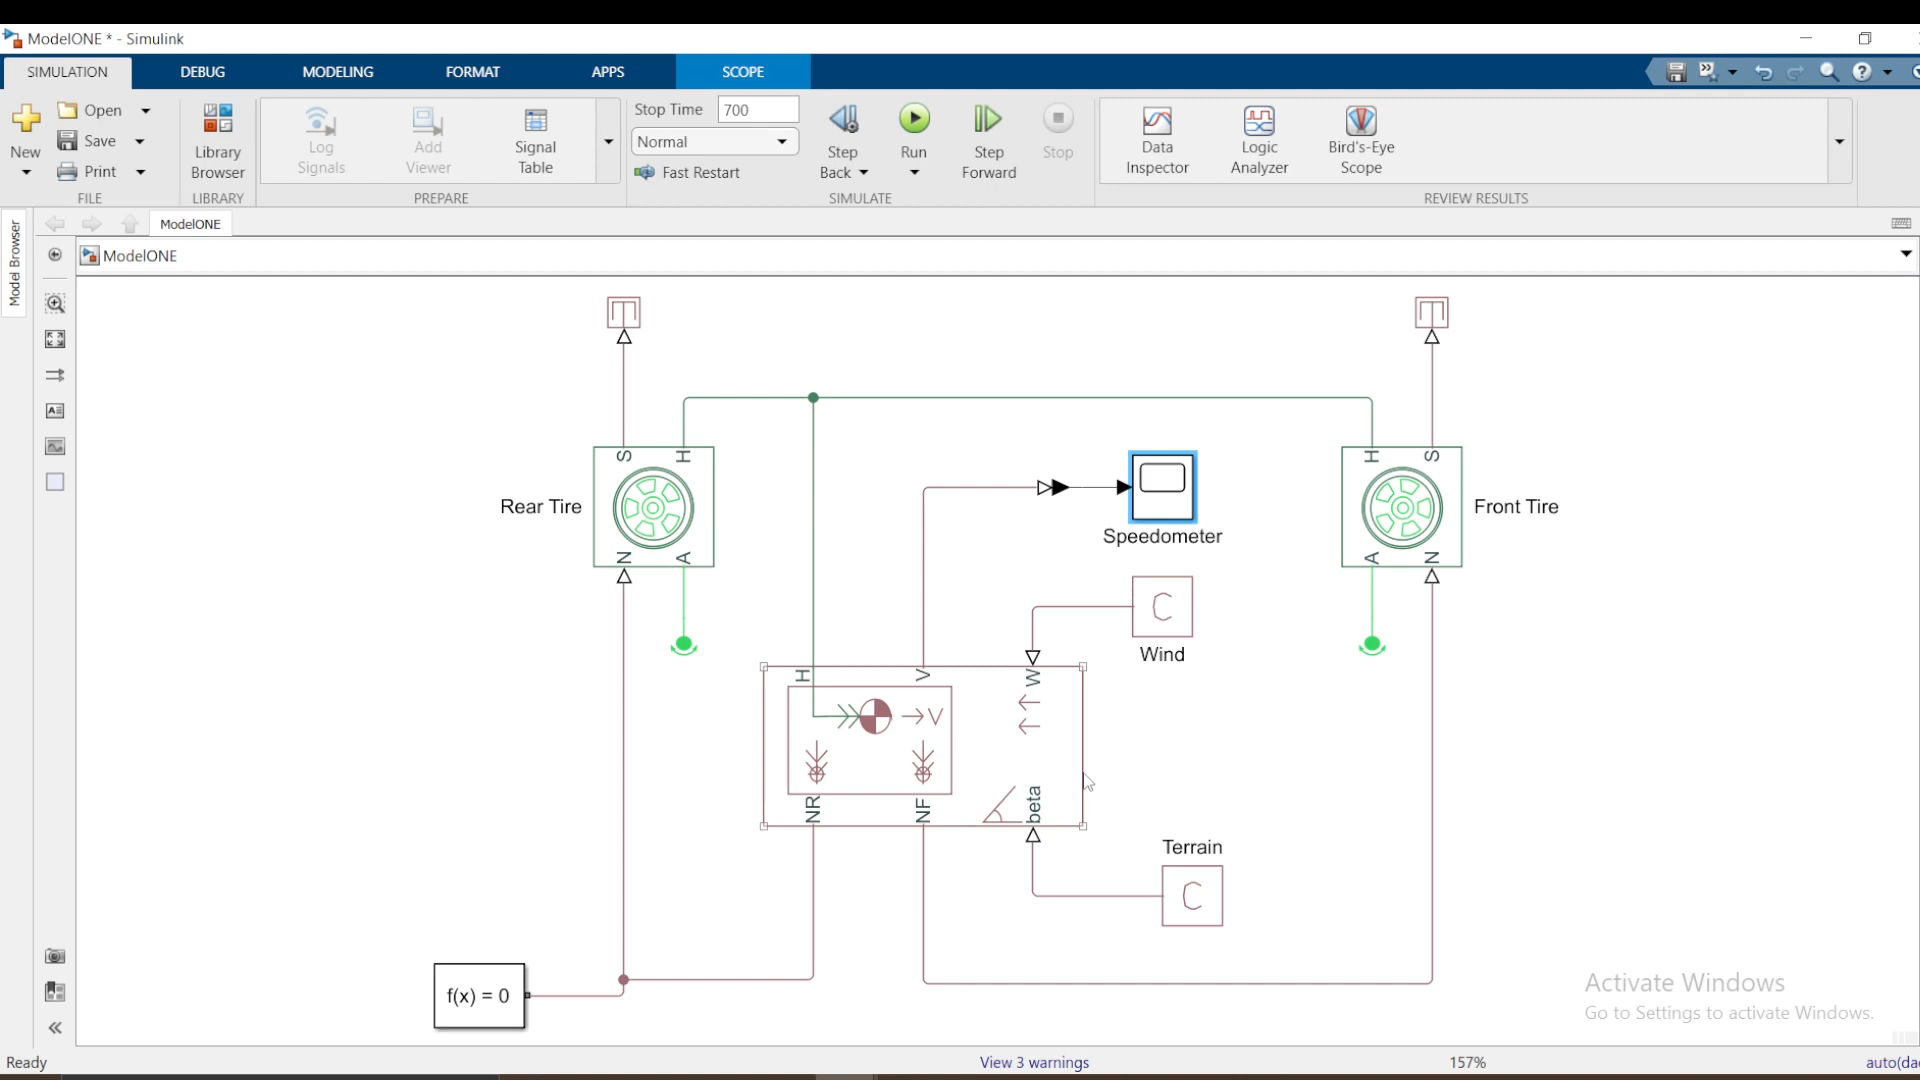 ModelONE * - Simulink
SIMULATION DEBUG MODELING FORMAT APPS SCOPE
New
Open
Save
Print
FILE
Library
Browser
LIBRARY
Log
Signals
Add
Viewer
Signal
Table
PREPARE
Stop Time 700
Normal
Fast Restart
Step
Back
Run
Step
Forward
Stop
SIMULATE
Data
Inspector
Logic
Analyzer
Bird's-Eye
Scope
REVIEW RESULTS
Model Browser
ModelONE
ModelONE
S H
Rear Tire
N A
Speedometer
H S
Front Tire
A N
C
Wind
H V W
V
NR NF beta
Terrain
C
f(x) = 0
Activate Windows
Go to Settings to activate Windows.
Ready
View 3 warnings
157%
auto(da